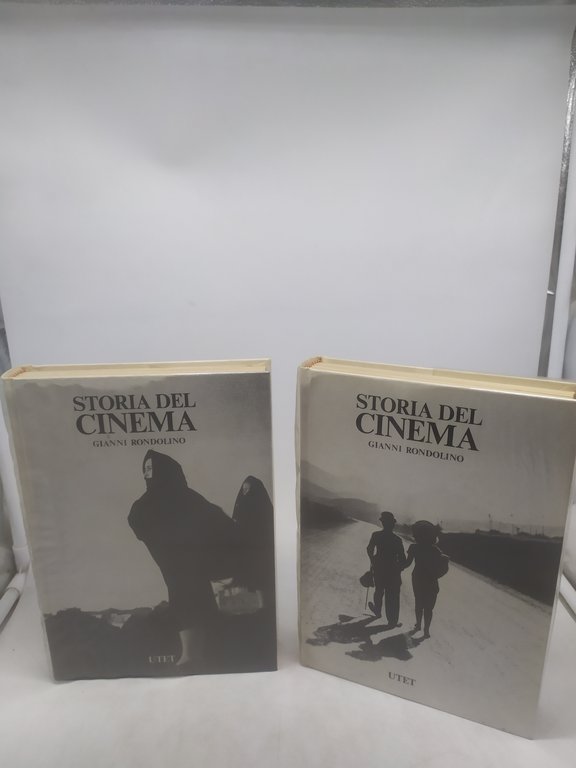 STORIA DEL
CINEMA
GIANNI RONDOLINO
UTET
STORIA DEL
CINEMA
GIANNI RONDOLINO
UTET